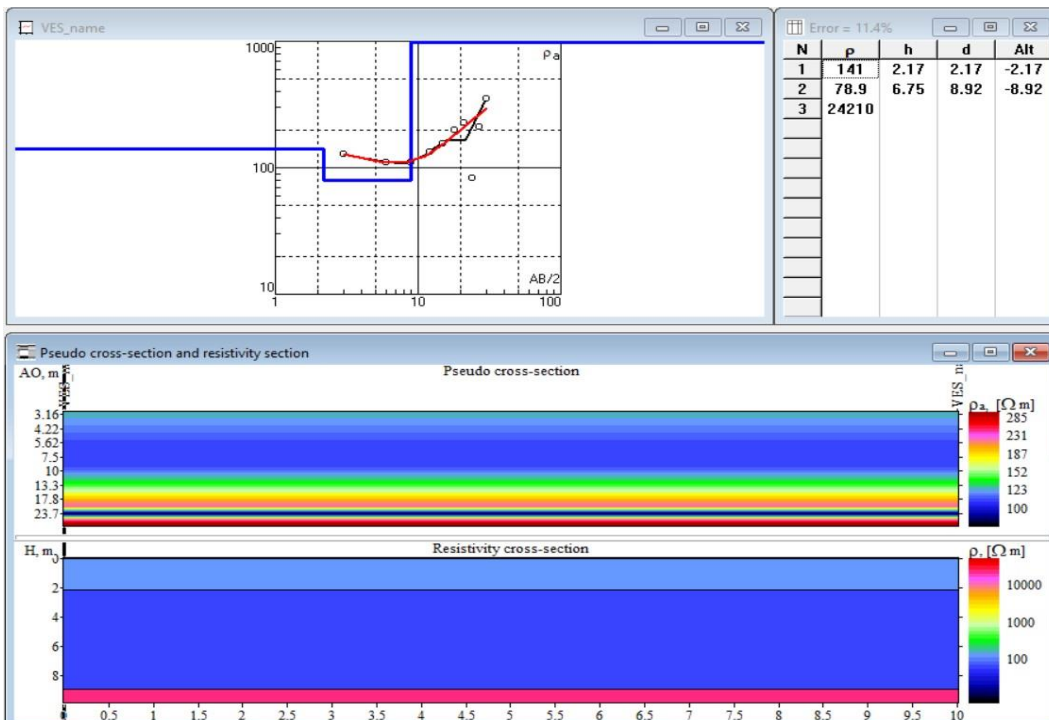 VES_name
1000
ρa
100
10
AB/2
1
10
100
Error = 11.4%
N ρ h d Alt
1 141 2.17 2.17 -2.17
2 78.9 6.75 8.92 -8.92
3 24210
Pseudo cross-section and resistivity section
AO, m
Pseudo cross-section
VES_m
ρa, [Ω m]
3.16
4.22
5.62
7.5
10
13.3
17.8
23.7
285
231
187
152
123
100
H, m
Resistivity cross-section
ρ, [Ω m]
0
2
4
6
8
10000
1000
100
0 0.5 1 1.5 2 2.5 3 3.5 4 4.5 5 5.5 6 6.5 7 7.5 8 8.5 9 9.5 10